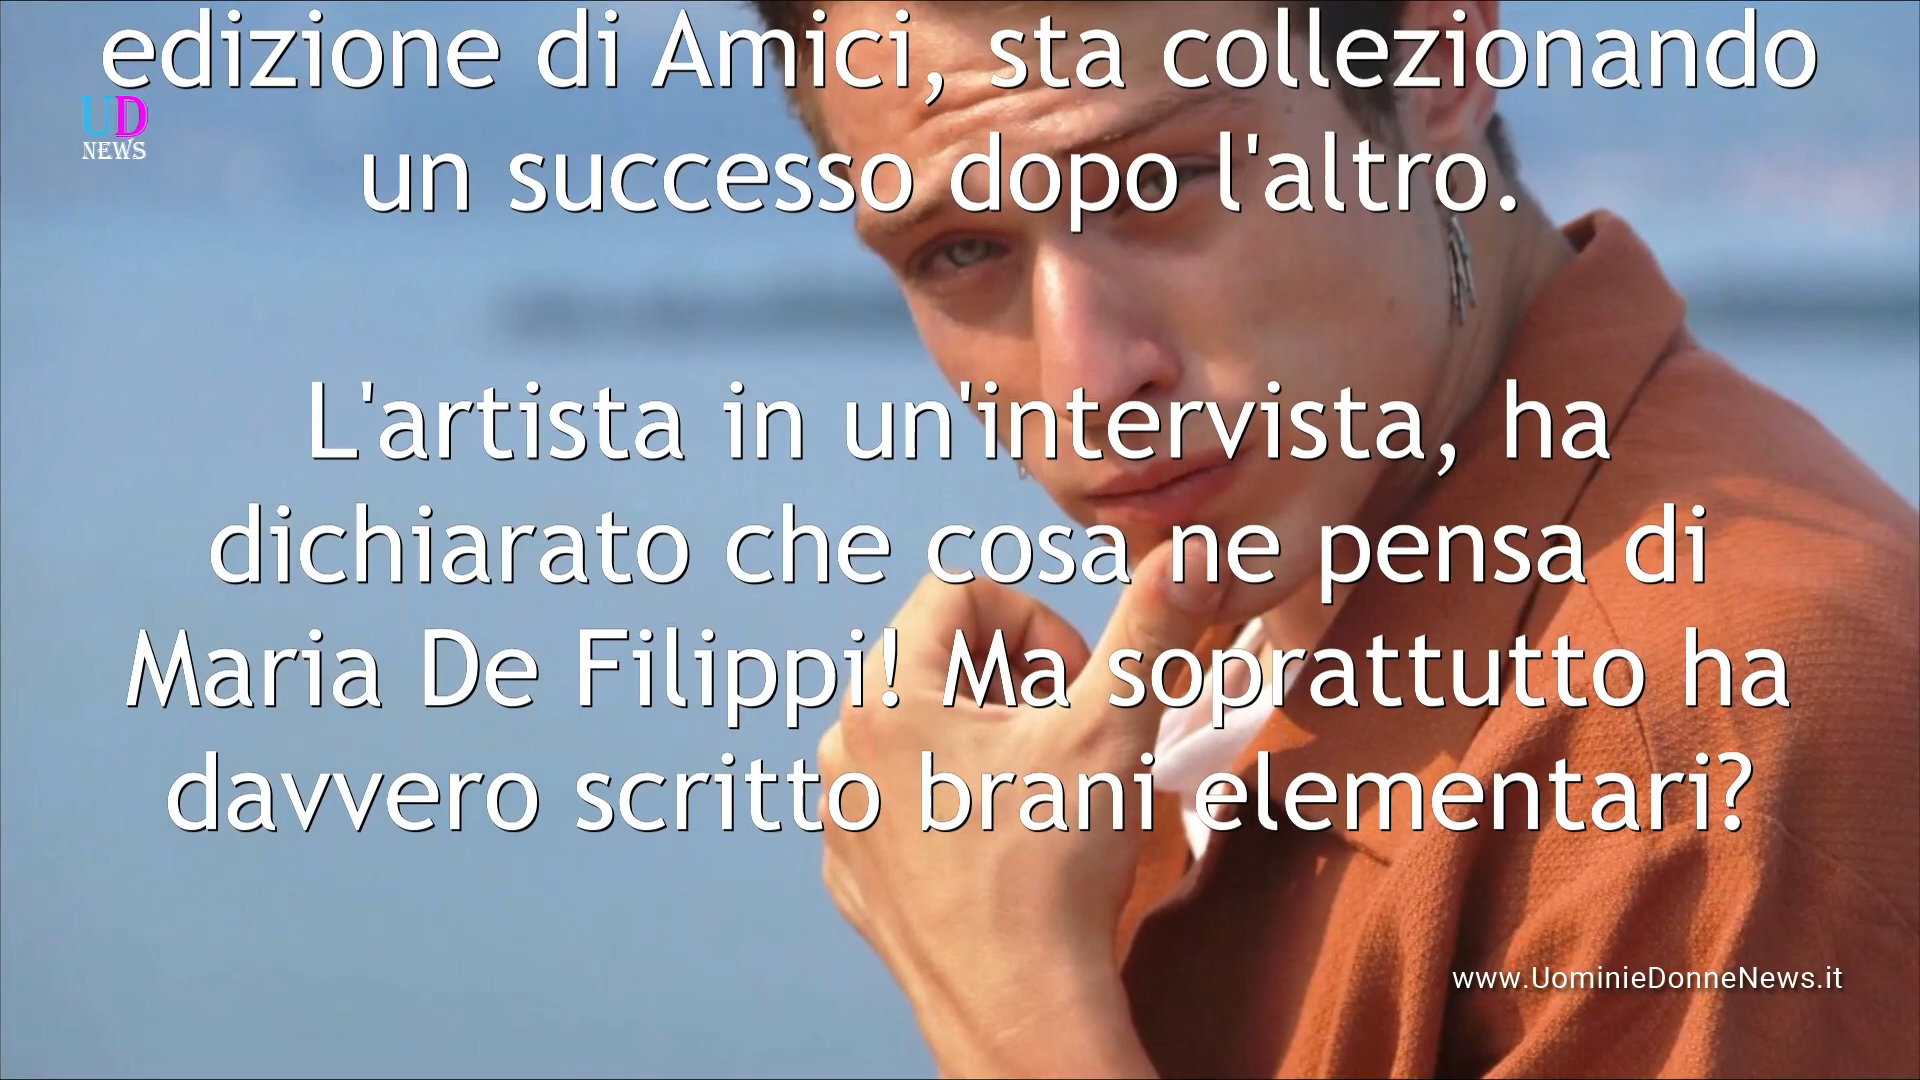 edizione di Amici, sta collezionando
UD
NEWS
un successo dopo l'altro.
L'artista in un'intervista, ha
dichiarato che cosa ne pensa di
Maria De Filippi! Ma soprattutto ha
davvero scritto brani elementari?
www.UominieDonneNews.it